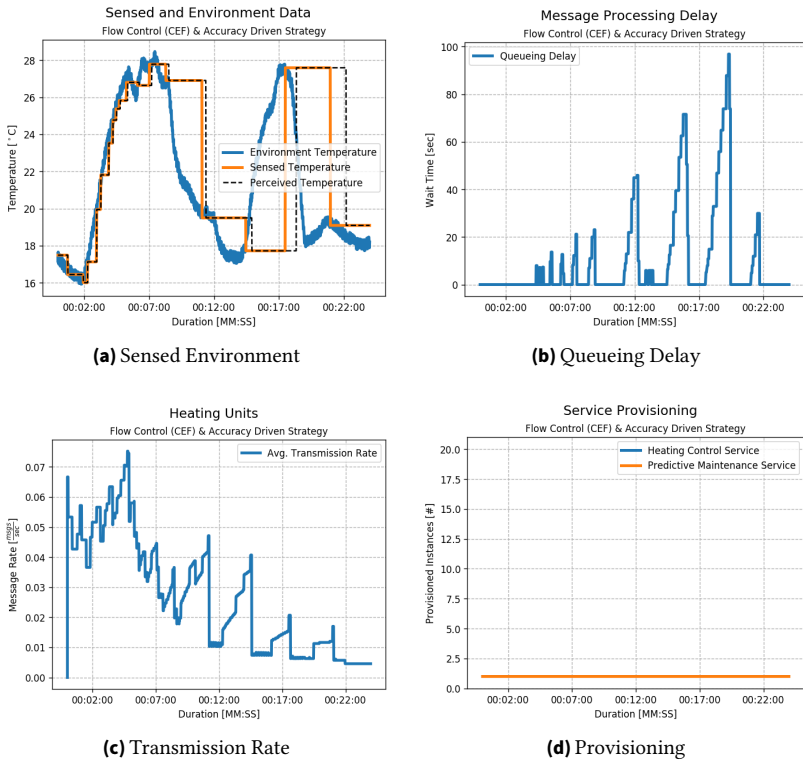 Sensed and Environment Data
Flow Control (CEF) & Accuracy Driven Strategy
28
26
24
22
20
18
16
Temperature [°C]
Environment Temperature
Sensed Temperature
Perceived Temperature
00:02:00 00:07:00 00:12:00 00:17:00 00:22:00
Duration [MM:SS]
(a) Sensed Environment
Message Processing Delay
Flow Control (CEF) & Accuracy Driven Strategy
100
80
60
40
20
0
Wait Time [sec]
Queueing Delay
00:02:00 00:07:00 00:12:00 00:17:00 00:22:00
Duration [MM:SS]
(b) Queueing Delay
Heating Units
Flow Control (CEF) & Accuracy Driven Strategy
0.07
0.06
0.05
0.04
0.03
0.02
0.01
0.00
Message Rate [msgs/sec]
Avg. Transmission Rate
00:02:00 00:07:00 00:12:00 00:17:00 00:22:00
Duration [MM:SS]
(c) Transmission Rate
Service Provisioning
Flow Control (CEF) & Accuracy Driven Strategy
20.0
17.5
15.0
12.5
10.0
7.5
5.0
2.5
0.0
Provisioned Instances [#]
Heating Control Service
Predictive Maintenance Service
00:02:00 00:07:00 00:12:00 00:17:00 00:22:00
Duration [MM:SS]
(d) Provisioning